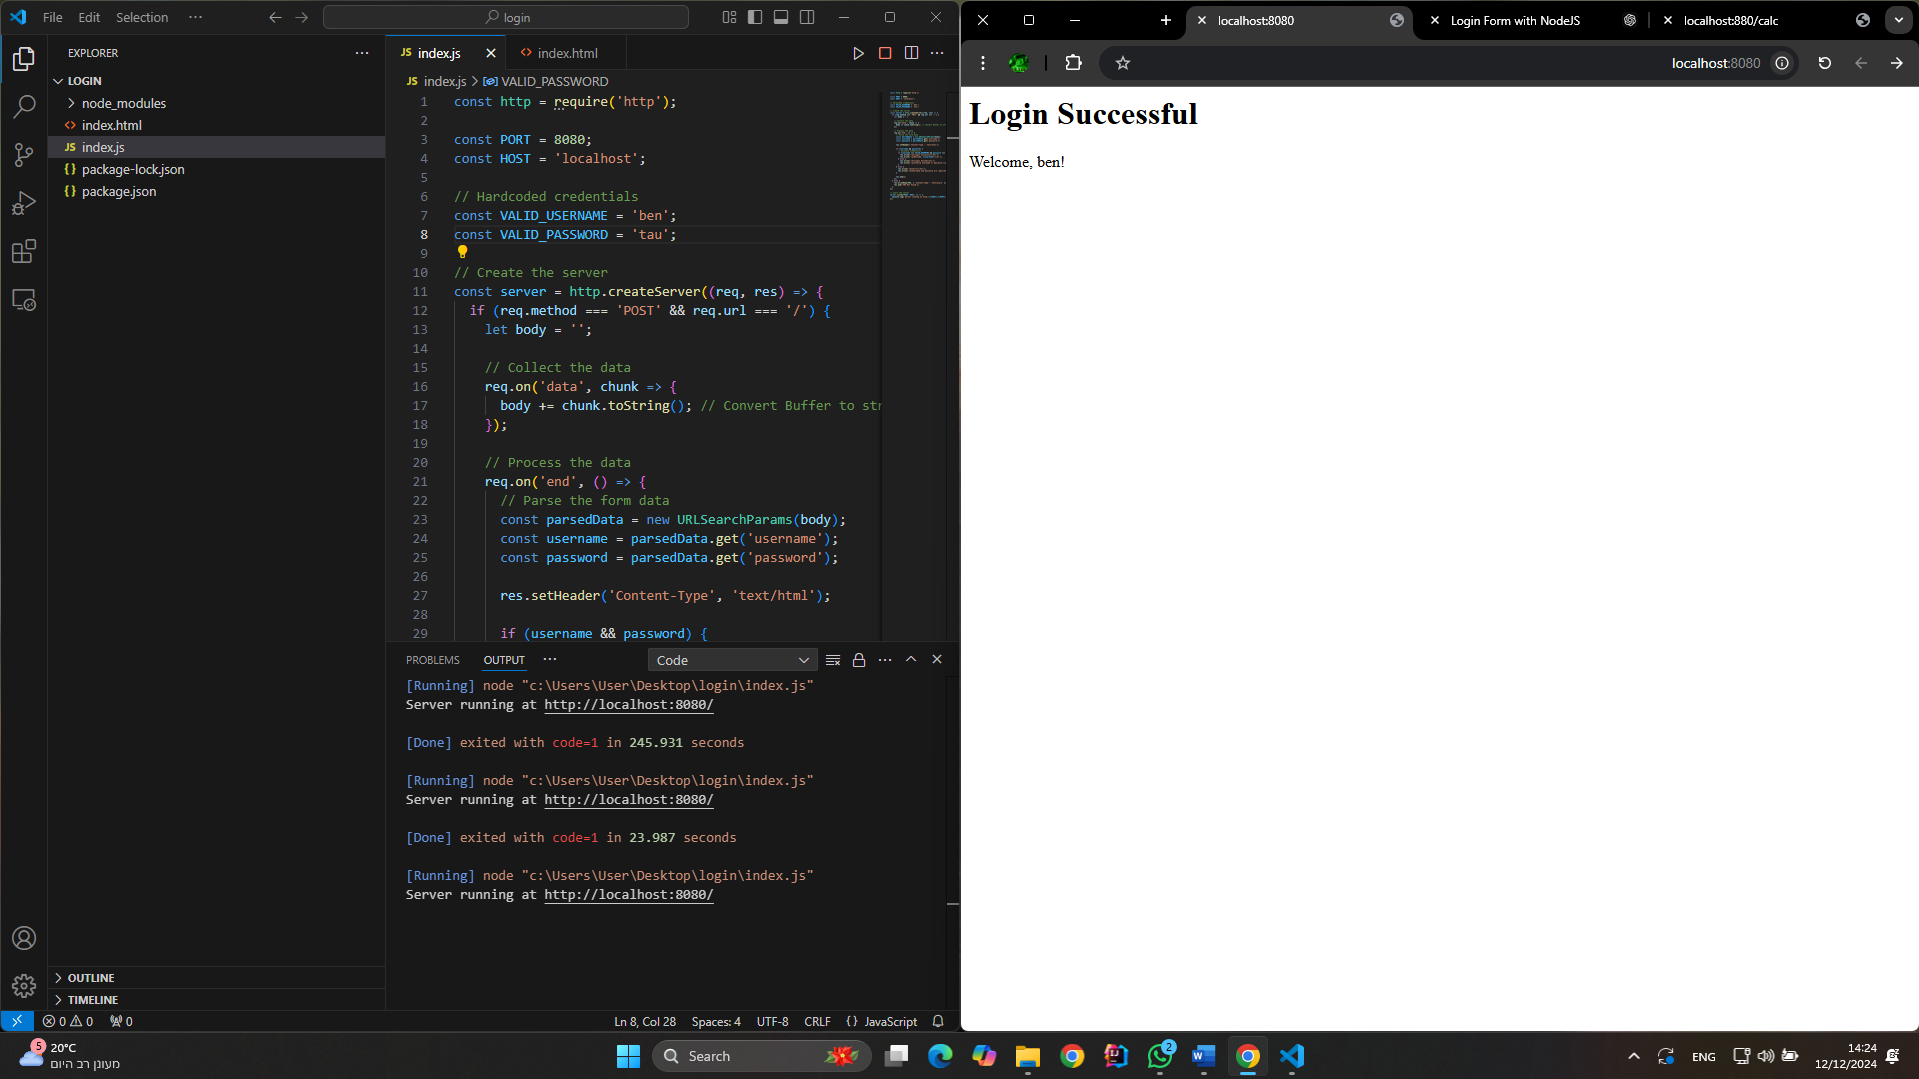 File Edit Selection ···
login
EXPLORER
LOGIN
node_modules
index.html
JS index.js
{} package-lock.json
{} package.json
OUTLINE
TIMELINE
JS index.js
index.html
JS index.js > VALID_PASSWORD
1 const http = require('http');
2
3 const PORT = 8080;
4 const HOST = 'localhost';
5
6 // Hardcoded credentials
7 const VALID_USERNAME = 'ben';
8 const VALID_PASSWORD = 'tau';
9
10 // Create the server
11 const server = http.createServer((req, res) => {
12 if (req.method === 'POST' && req.url === '/') {
13 let body = '';
14
15 // Collect the data
16 req.on('data', chunk => {
17 body += chunk.toString(); // Convert Buffer to str
18 });
19
20 // Process the data
21 req.on('end', () => {
22 // Parse the form data
23 const parsedData = new URLSearchParams(body);
24 const username = parsedData.get('username');
25 const password = parsedData.get('password');
26
27 res.setHeader('Content-Type', 'text/html');
28
29 if (username && password) {
PROBLEMS OUTPUT ··· Code
[Running] node "c:\Users\User\Desktop\login\index.js"
Server running at http://localhost:8080/
[Done] exited with code=1 in 245.931 seconds
[Running] node "c:\Users\User\Desktop\login\index.js"
Server running at http://localhost:8080/
[Done] exited with code=1 in 23.987 seconds
[Running] node "c:\Users\User\Desktop\login\index.js"
Server running at http://localhost:8080/
0 0 0 Ln 8, Col 28 Spaces: 4 UTF-8 CRLF {} JavaScript
localhost:8080
Login Form with NodeJS
localhost:880/calc
localhost:8080
Login Successful
Welcome, ben!
5
20°C
מעונן רב היום
Search
2
ENG
14:24
12/12/2024